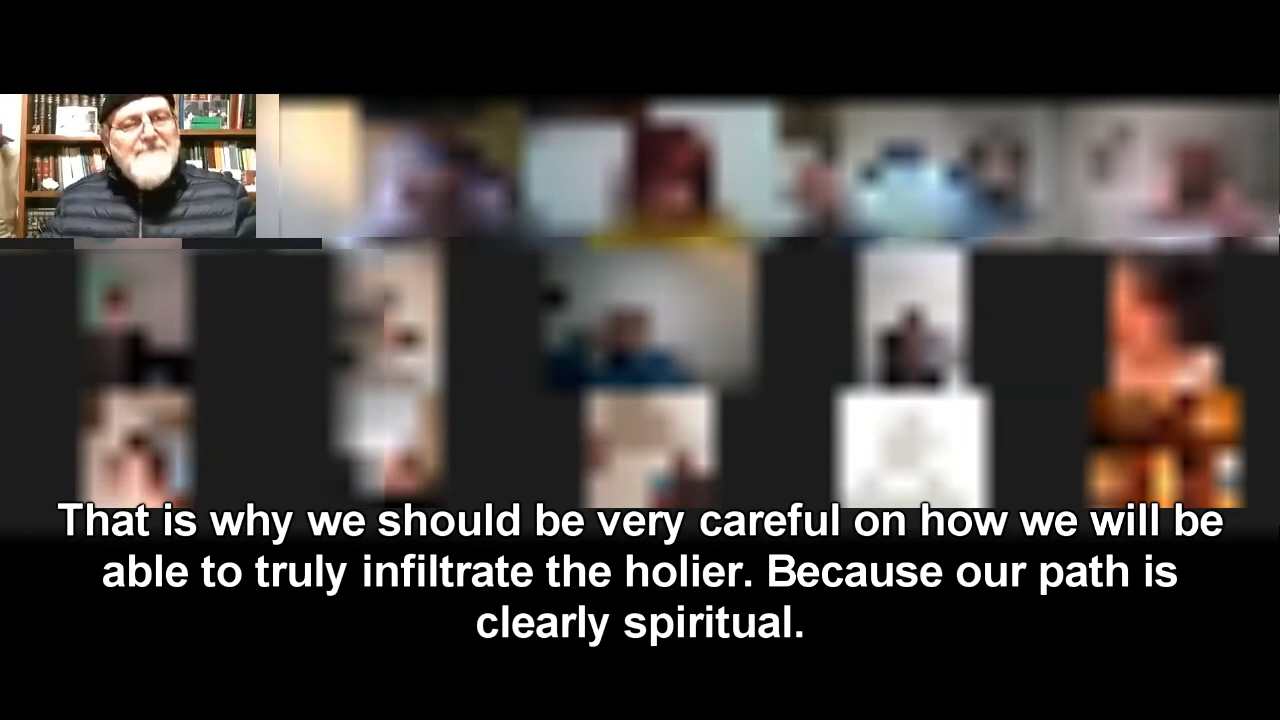 That is why we should be very careful on how we will be
able to truly infiltrate the holier. Because our path is
clearly spiritual.